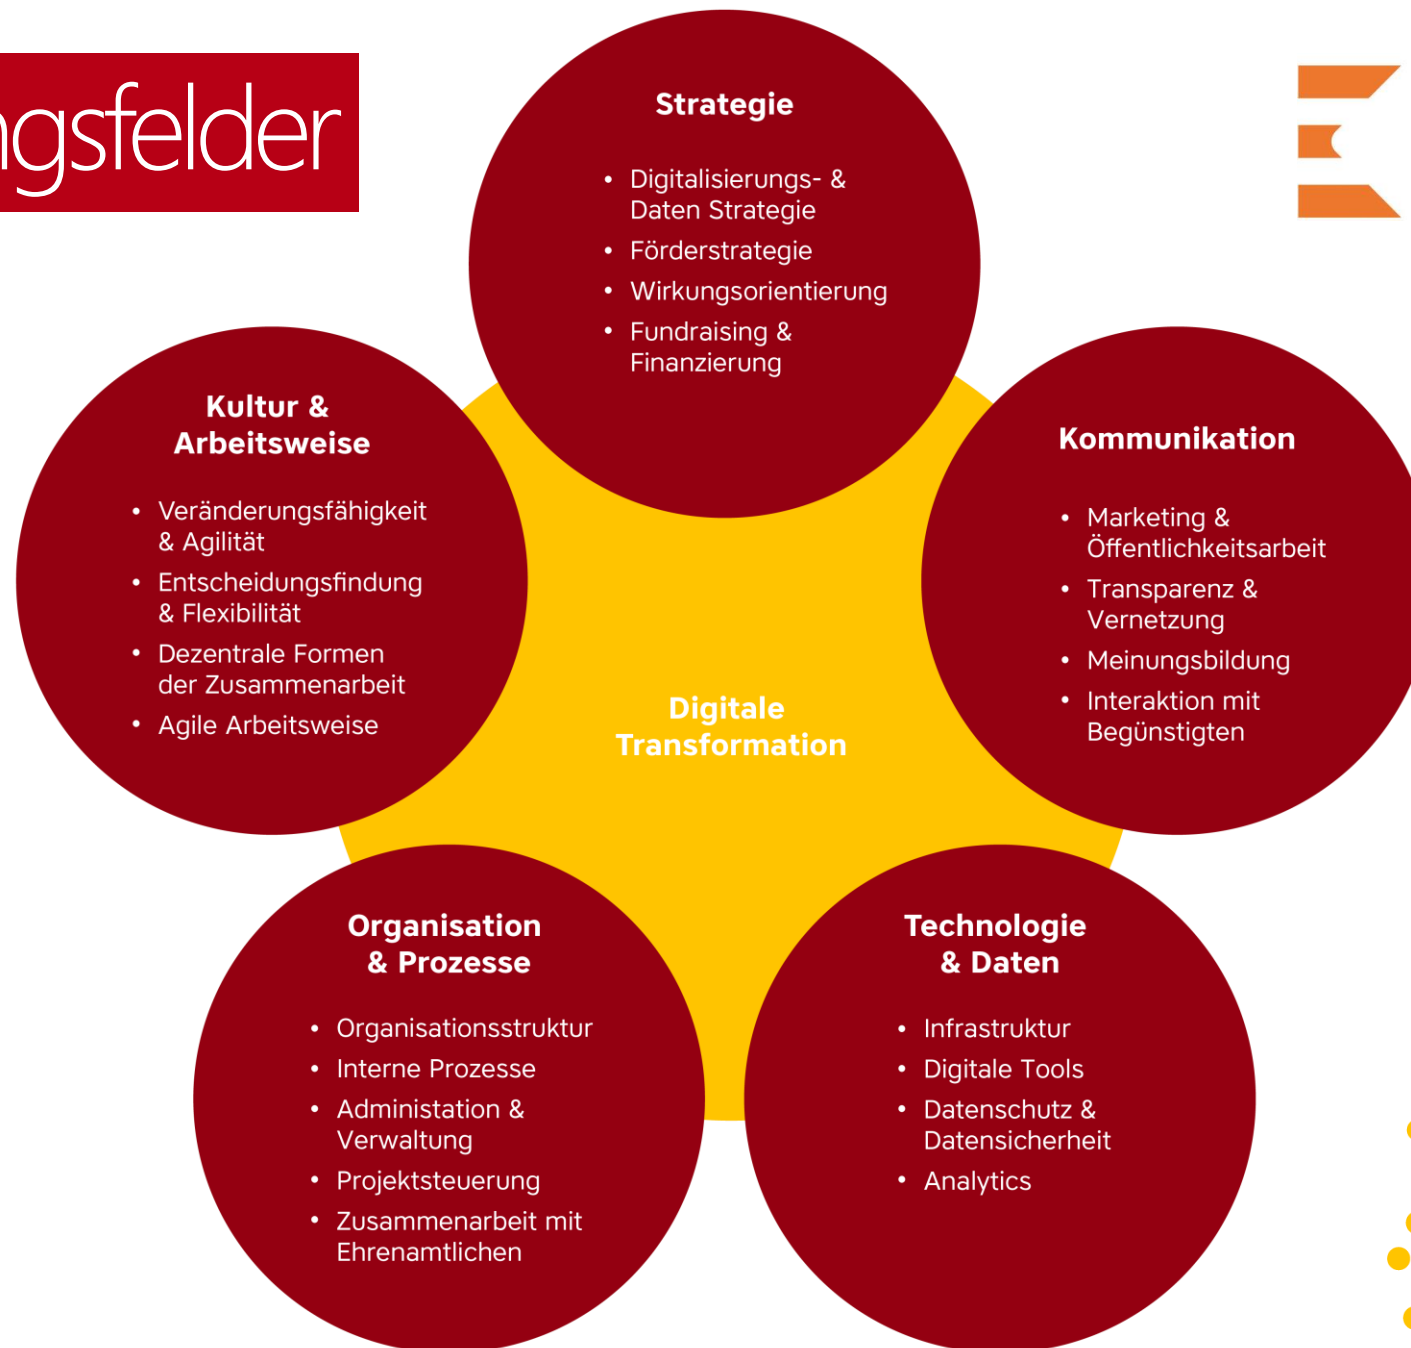 ngsfelder
Strategie
• Digitalisierungs- &
Daten Strategie
• Förderstrategie
• Wirkungsorientierung
• Fundraising &
Finanzierung
Kultur &
Arbeitsweise
• Veränderungsfähigkeit
& Agilität
• Entscheidungsfindung
& Flexibilität
• Dezentrale Formen
der Zusammenarbeit
• Agile Arbeitsweise
Kommunikation
• Marketing &
Öffentlichkeitsarbeit
• Transparenz &
Vernetzung
• Meinungsbildung
• Interaktion mit
Begünstigten
Digitale
Transformation
Organisation
& Prozesse
• Organisationsstruktur
• Interne Prozesse
• Administation &
Verwaltung
• Projektsteuerung
• Zusammenarbeit mit
Ehrenamtlichen
Technologie
& Daten
• Infrastruktur
• Digitale Tools
• Datenschutz &
Datensicherheit
• Analytics